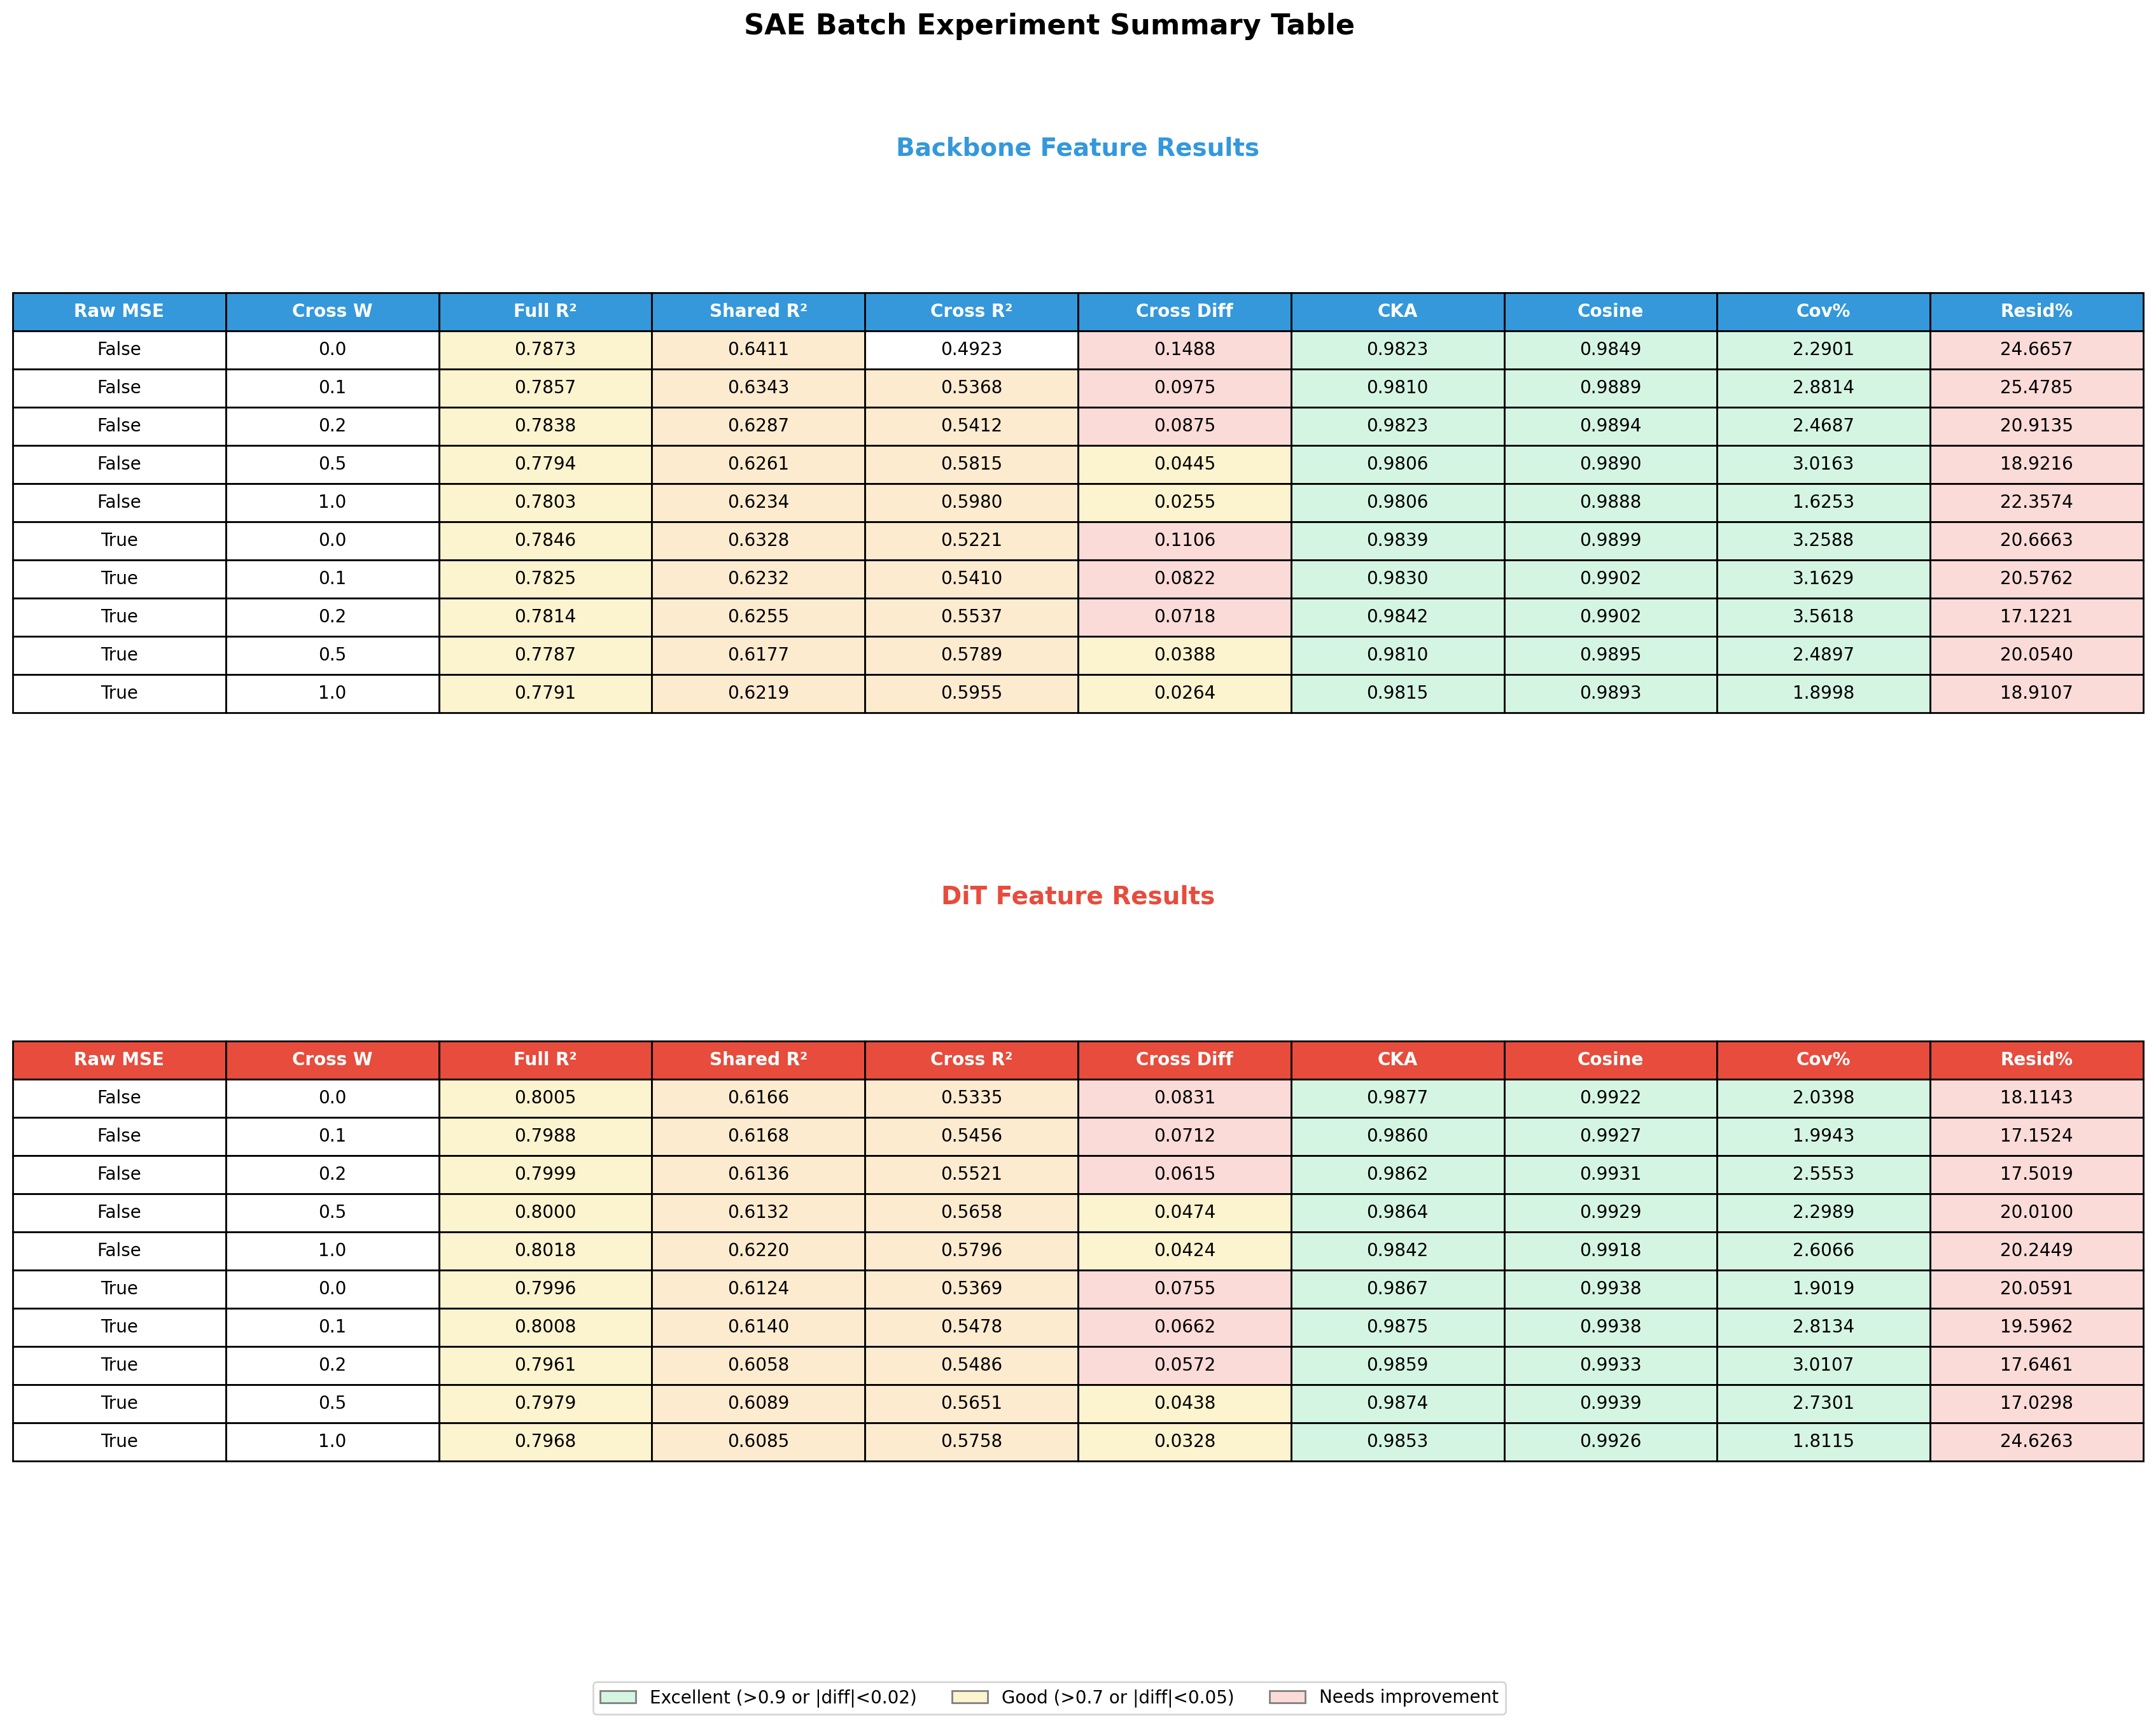 SAE Batch Experiment Summary Table
Backbone Feature Results
Raw MSE Cross W Full R² Shared R² Cross R² Cross Diff CKA Cosine Cov% Resid%
False 0.0 0.7873 0.6411 0.4923 0.1488 0.9823 0.9849 2.2901 24.6657
False 0.1 0.7857 0.6343 0.5368 0.0975 0.9810 0.9889 2.8814 25.4785
False 0.2 0.7838 0.6287 0.5412 0.0875 0.9823 0.9894 2.4687 20.9135
False 0.5 0.7794 0.6261 0.5815 0.0445 0.9806 0.9890 3.0163 18.9216
False 1.0 0.7803 0.6234 0.5980 0.0255 0.9806 0.9888 1.6253 22.3574
True 0.0 0.7846 0.6328 0.5221 0.1106 0.9839 0.9899 3.2588 20.6663
True 0.1 0.7825 0.6232 0.5410 0.0822 0.9830 0.9902 3.1629 20.5762
True 0.2 0.7814 0.6255 0.5537 0.0718 0.9842 0.9902 3.5618 17.1221
True 0.5 0.7787 0.6177 0.5789 0.0388 0.9810 0.9895 2.4897 20.0540
True 1.0 0.7791 0.6219 0.5955 0.0264 0.9815 0.9893 1.8998 18.9107
DiT Feature Results
Raw MSE Cross W Full R² Shared R² Cross R² Cross Diff CKA Cosine Cov% Resid%
False 0.0 0.8005 0.6166 0.5335 0.0831 0.9877 0.9922 2.0398 18.1143
False 0.1 0.7988 0.6168 0.5456 0.0712 0.9860 0.9927 1.9943 17.1524
False 0.2 0.7999 0.6136 0.5521 0.0615 0.9862 0.9931 2.5553 17.5019
False 0.5 0.8000 0.6132 0.5658 0.0474 0.9864 0.9929 2.2989 20.0100
False 1.0 0.8018 0.6220 0.5796 0.0424 0.9842 0.9918 2.6066 20.2449
True 0.0 0.7996 0.6124 0.5369 0.0755 0.9867 0.9938 1.9019 20.0591
True 0.1 0.8008 0.6140 0.5478 0.0662 0.9875 0.9938 2.8134 19.5962
True 0.2 0.7961 0.6058 0.5486 0.0572 0.9859 0.9933 3.0107 17.6461
True 0.5 0.7979 0.6089 0.5651 0.0438 0.9874 0.9939 2.7301 17.0298
True 1.0 0.7968 0.6085 0.5758 0.0328 0.9853 0.9926 1.8115 24.6263
Excellent (>0.9 or |diff|<0.02) Good (>0.7 or |diff|<0.05) Needs improvement